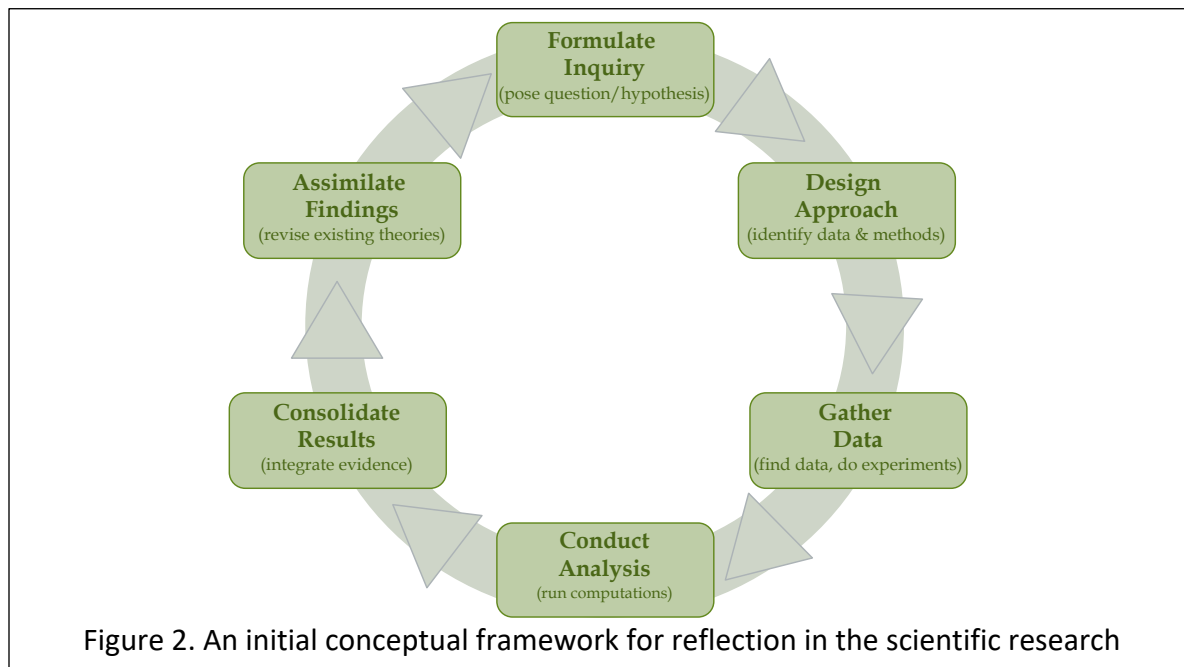 Formulate
Inquiry
(pose question/hypothesis)
Design
Approach
(identify data & methods)
Gather
Data
(find data, do experiments)
Conduct
Analysis
(run computations)
Consolidate
Results
(integrate evidence)
Assimilate
Findings
(revise existing theories)
Figure 2. An initial conceptual framework for reflection in the scientific research